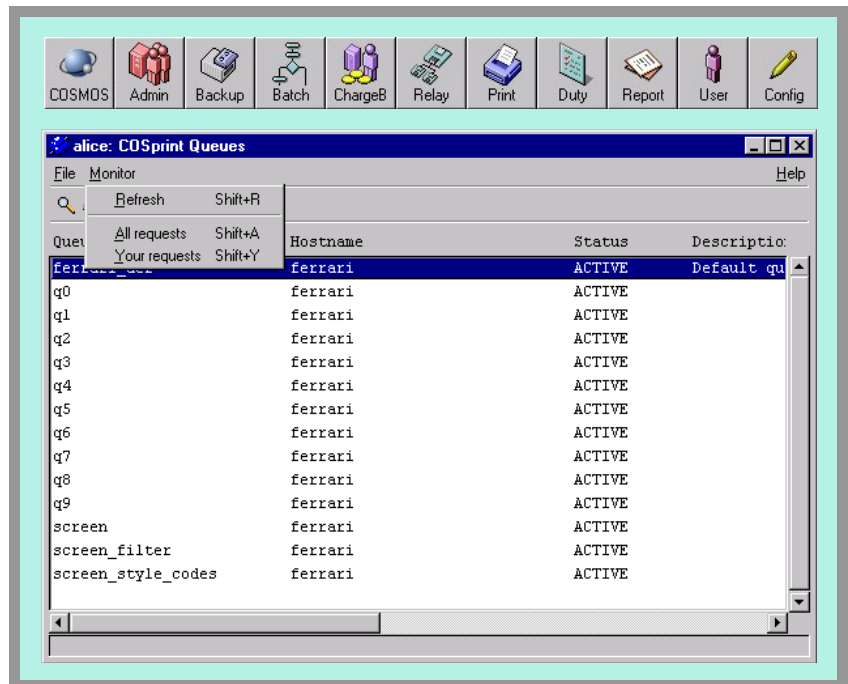 COSMOS Admin Backup Batch ChargeB Relay Print Duty Report User Config
alice: COSprint Queues
File Monitor Help
Refresh Shift+R
All requests Shift+A
Your requests Shift+Y
Hostname Status
ferrari ACTIVE Default qu
q0 ferrari ACTIVE
q1 ferrari ACTIVE
q2 ferrari ACTIVE
q3 ferrari ACTIVE
q4 ferrari ACTIVE
q5 ferrari ACTIVE
q6 ferrari ACTIVE
q7 ferrari ACTIVE
q8 ferrari ACTIVE
q9 ferrari ACTIVE
screen ferrari ACTIVE
screen_filter ferrari ACTIVE
screen_style_codes ferrari ACTIVE